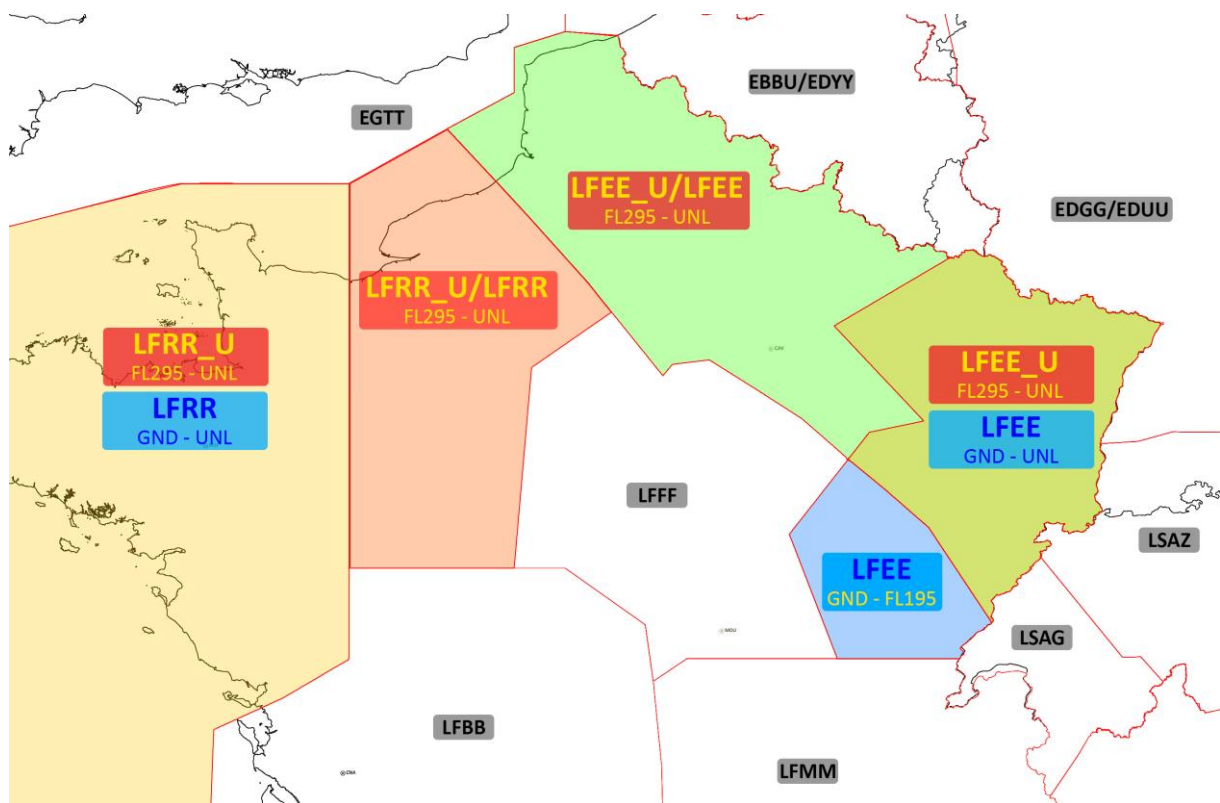 EBBU/EDYY
EGTT
LFEE_U/LFEE
FL295 - UNL
EDGG/EDUU
LFRR_U/LFRR
FL295 - UNL
LFRR_U
FL295 - UNL
LFRR
GND - UNL
LFEE_U
FL295 - UNL
LFEE
GND - UNL
LFFF
LSAZ
LFEE
GND - FL195
MOU
LSAG
LFBB
LFMM